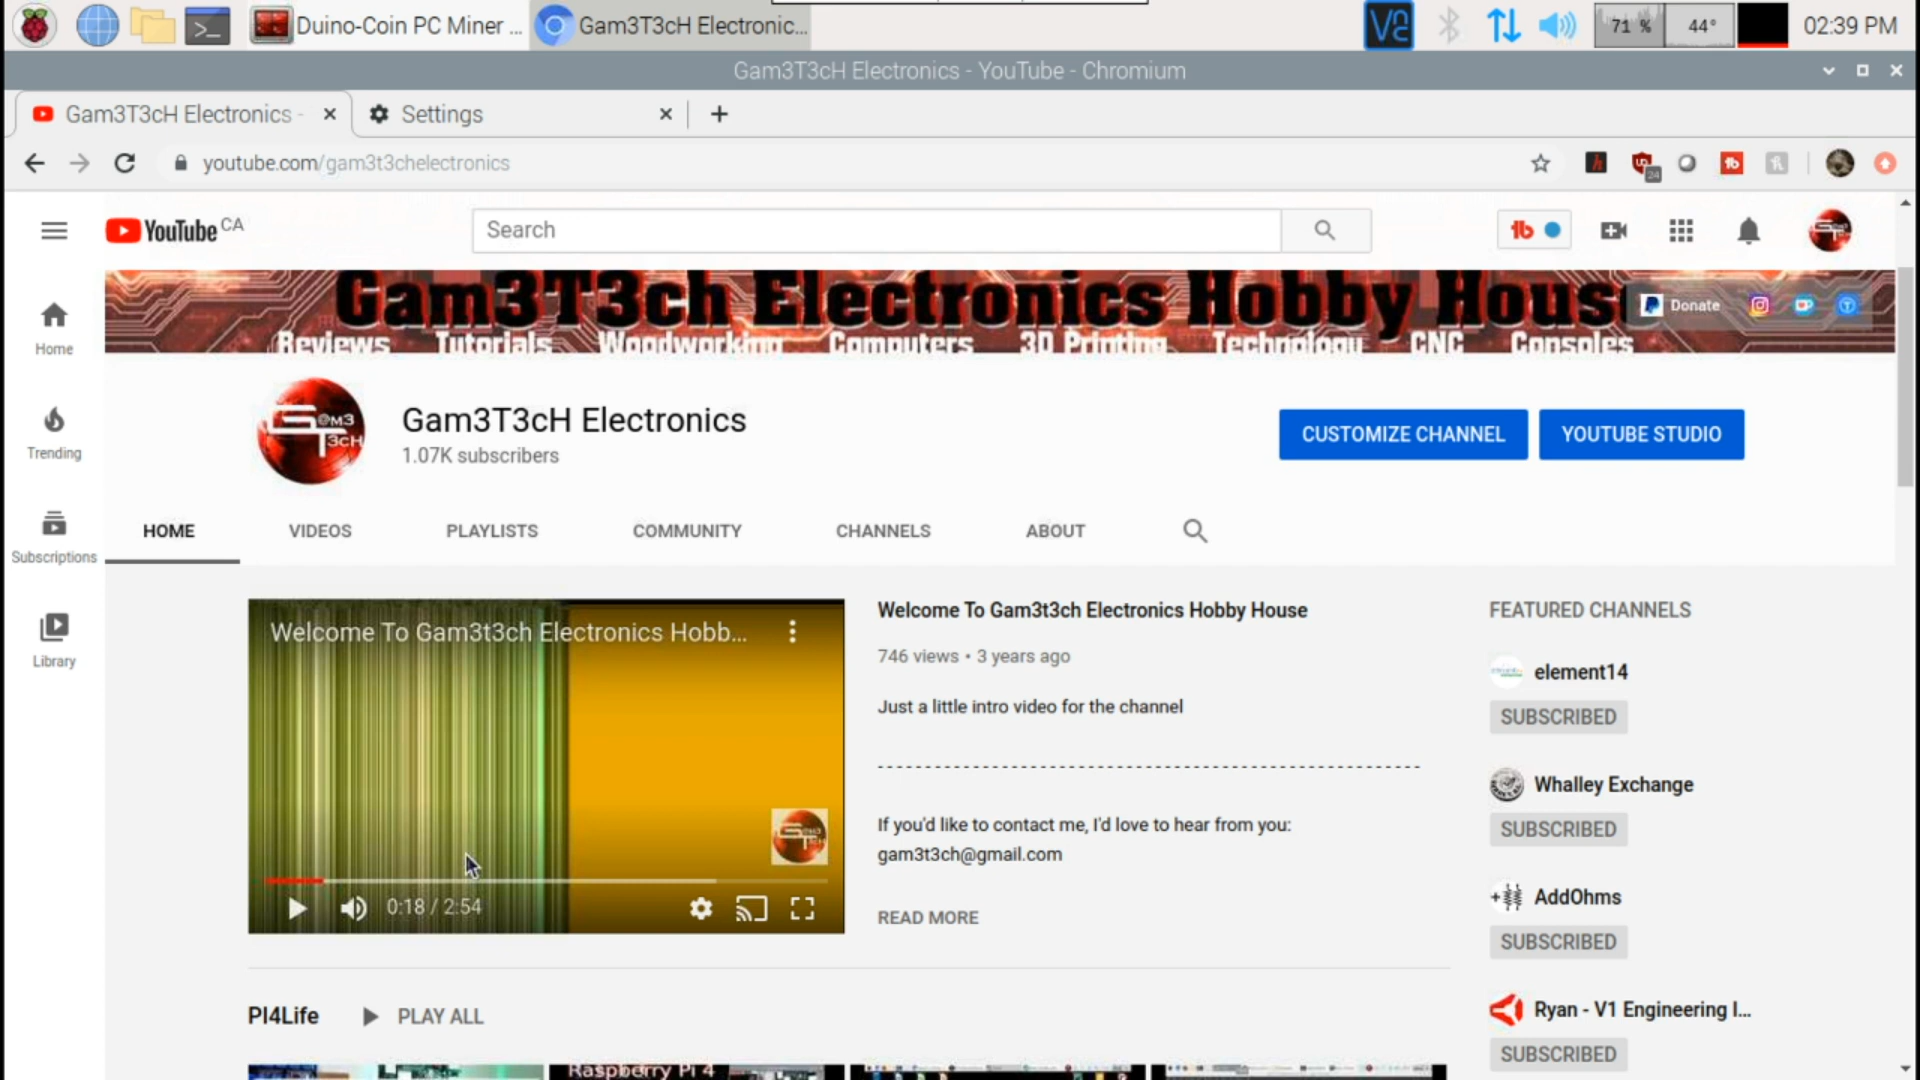 Duino-Coin PC Miner ...
Gam3T3cH Electronic...
71 %
44°
02:39 PM
Gam3T3cH Electronics - YouTube - Chromium
Gam3T3cH Electronics -
Settings
youtube.com/gam3t3chelectronics
24
YouTube CA
Search
Gam3T3ch Electronics Hobby Hous
Donate
Reviews Tutorials Woodworking Computers 3D Printing Technology CNC Consoles
Home
Trending
Subscriptions
Library
G@M3
T3CH
Gam3T3cH Electronics
1.07K subscribers
CUSTOMIZE CHANNEL
YOUTUBE STUDIO
HOME
VIDEOS
PLAYLISTS
COMMUNITY
CHANNELS
ABOUT
Welcome To Gam3t3ch Electronics Hobb...
0:18 / 2:54
Welcome To Gam3t3ch Electronics Hobby House
746 views • 3 years ago
Just a little intro video for the channel
If you'd like to contact me, I'd love to hear from you:
gam3t3ch@gmail.com
READ MORE
FEATURED CHANNELS
element14
SUBSCRIBED
Whalley Exchange
SUBSCRIBED
AddOhms
SUBSCRIBED
Ryan - V1 Engineering I...
SUBSCRIBED
PI4Life
PLAY ALL
Raspberry Pi 4